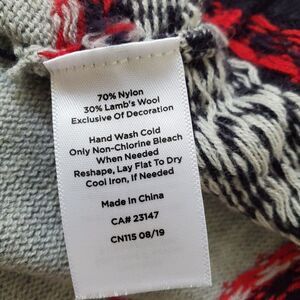 70% Nylon
30% Lamb's Wool
Exclusive Of Decoration
Hand Wash Cold
Only Non-Chlorine Bleach
When Needed
Reshape, Lay Flat To Dry
Cool Iron, If Needed
Made In China
CA# 23147
CN115 08/19